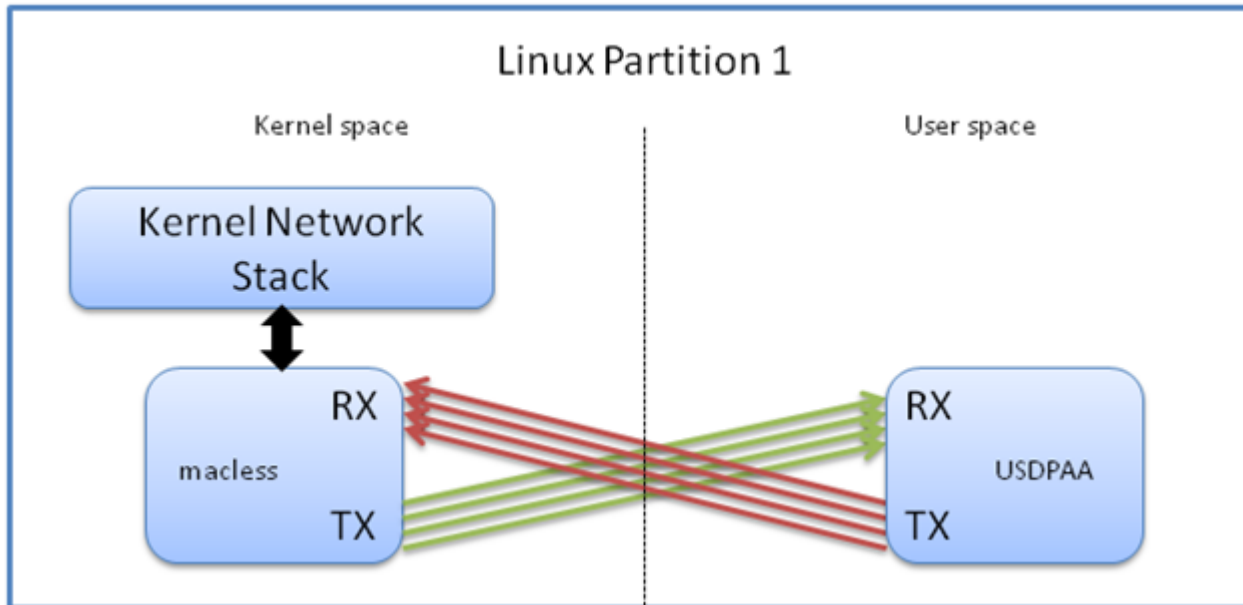 Linux Partition 1
Kernel space
User space
Kernel Network
Stack
RX
macless
TX
RX
USDPAA
TX